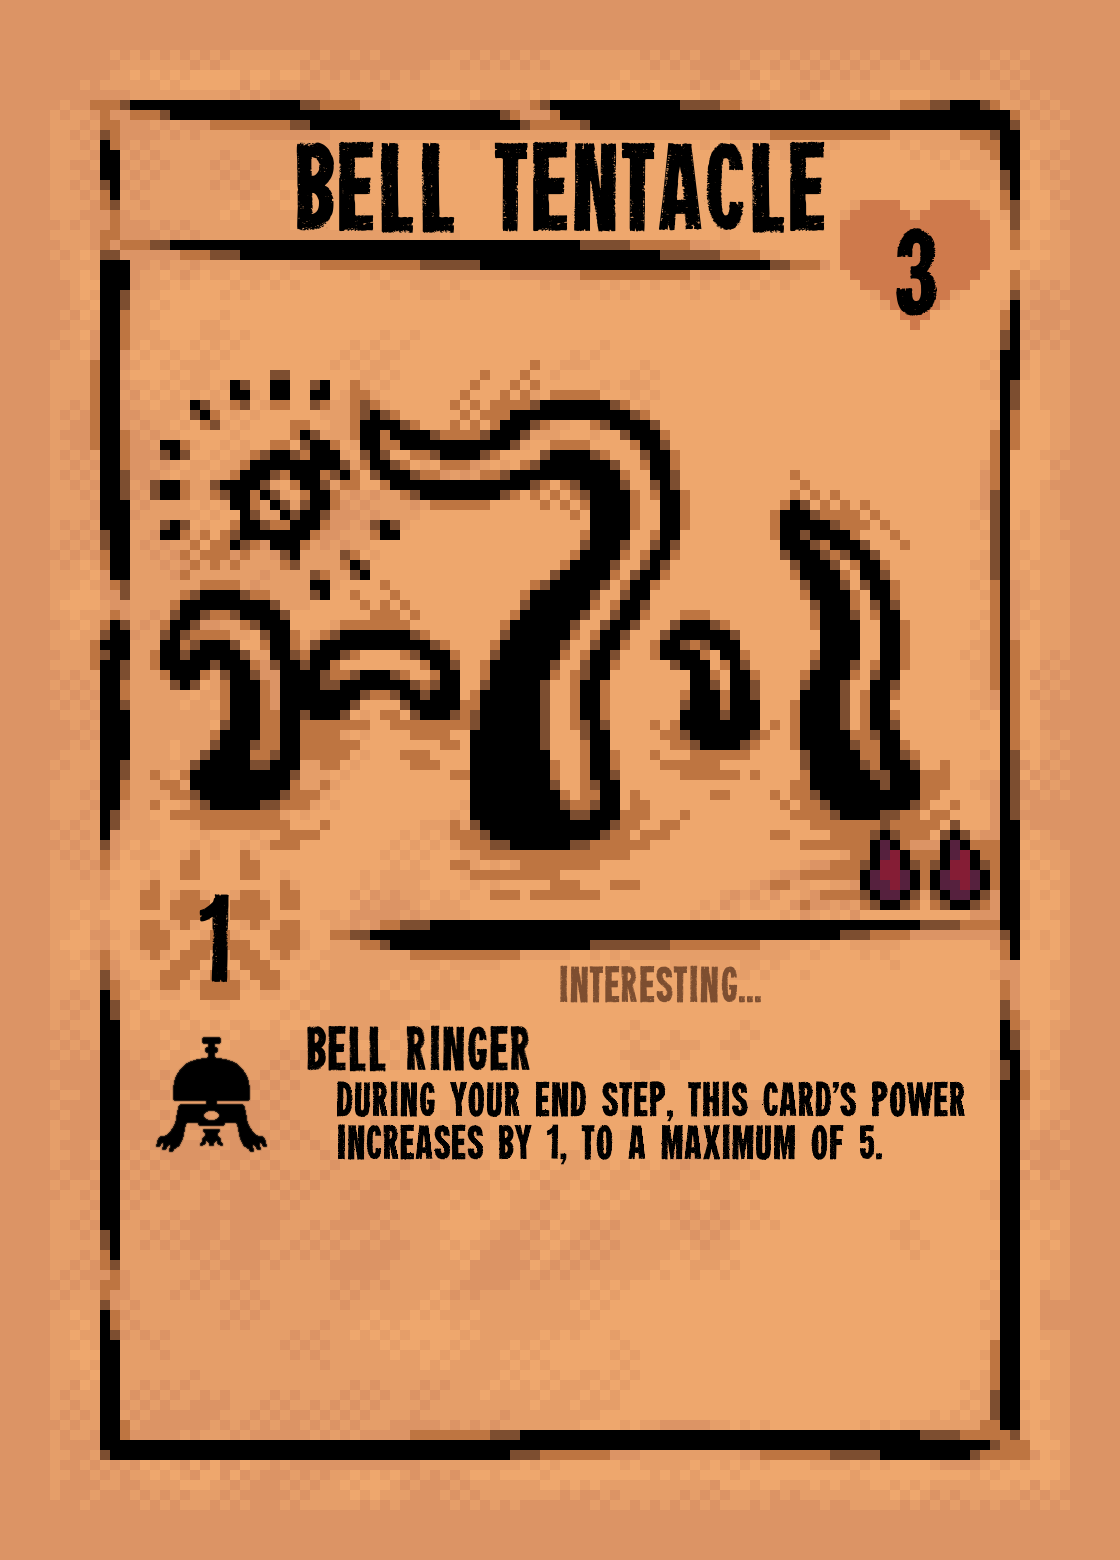 BELL TENTACLE
3
1
INTERESTING...
BELL RINGER
DURING YOUR END STEP, THIS CARD'S POWER
INCREASES BY 1, TO A MAXIMUM OF 5.